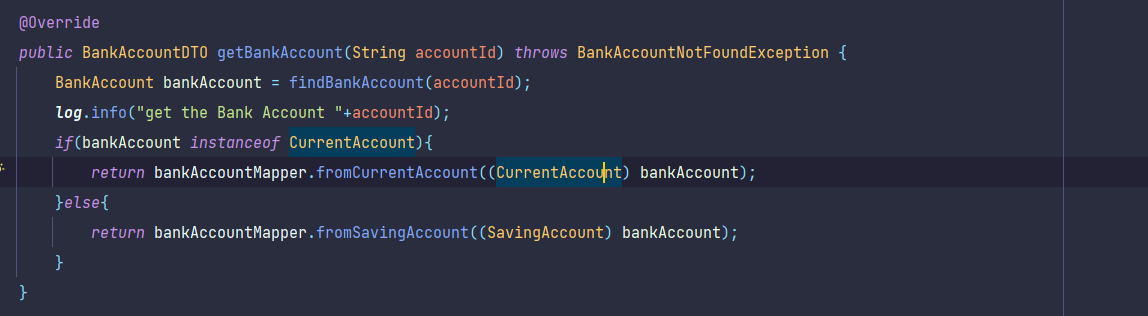 @Override
public BankAccountDTO getBankAccount(String accountId) throws BankAccountNotFoundException {
BankAccount bankAccount = findBankAccount(accountId);
log.info("get the Bank Account "+accountId);
if(bankAccount instanceof CurrentAccount){
return bankAccountMapper.fromCurrentAccount((CurrentAccount) bankAccount);
}else{
return bankAccountMapper.fromSavingAccount((SavingAccount) bankAccount);
}
}